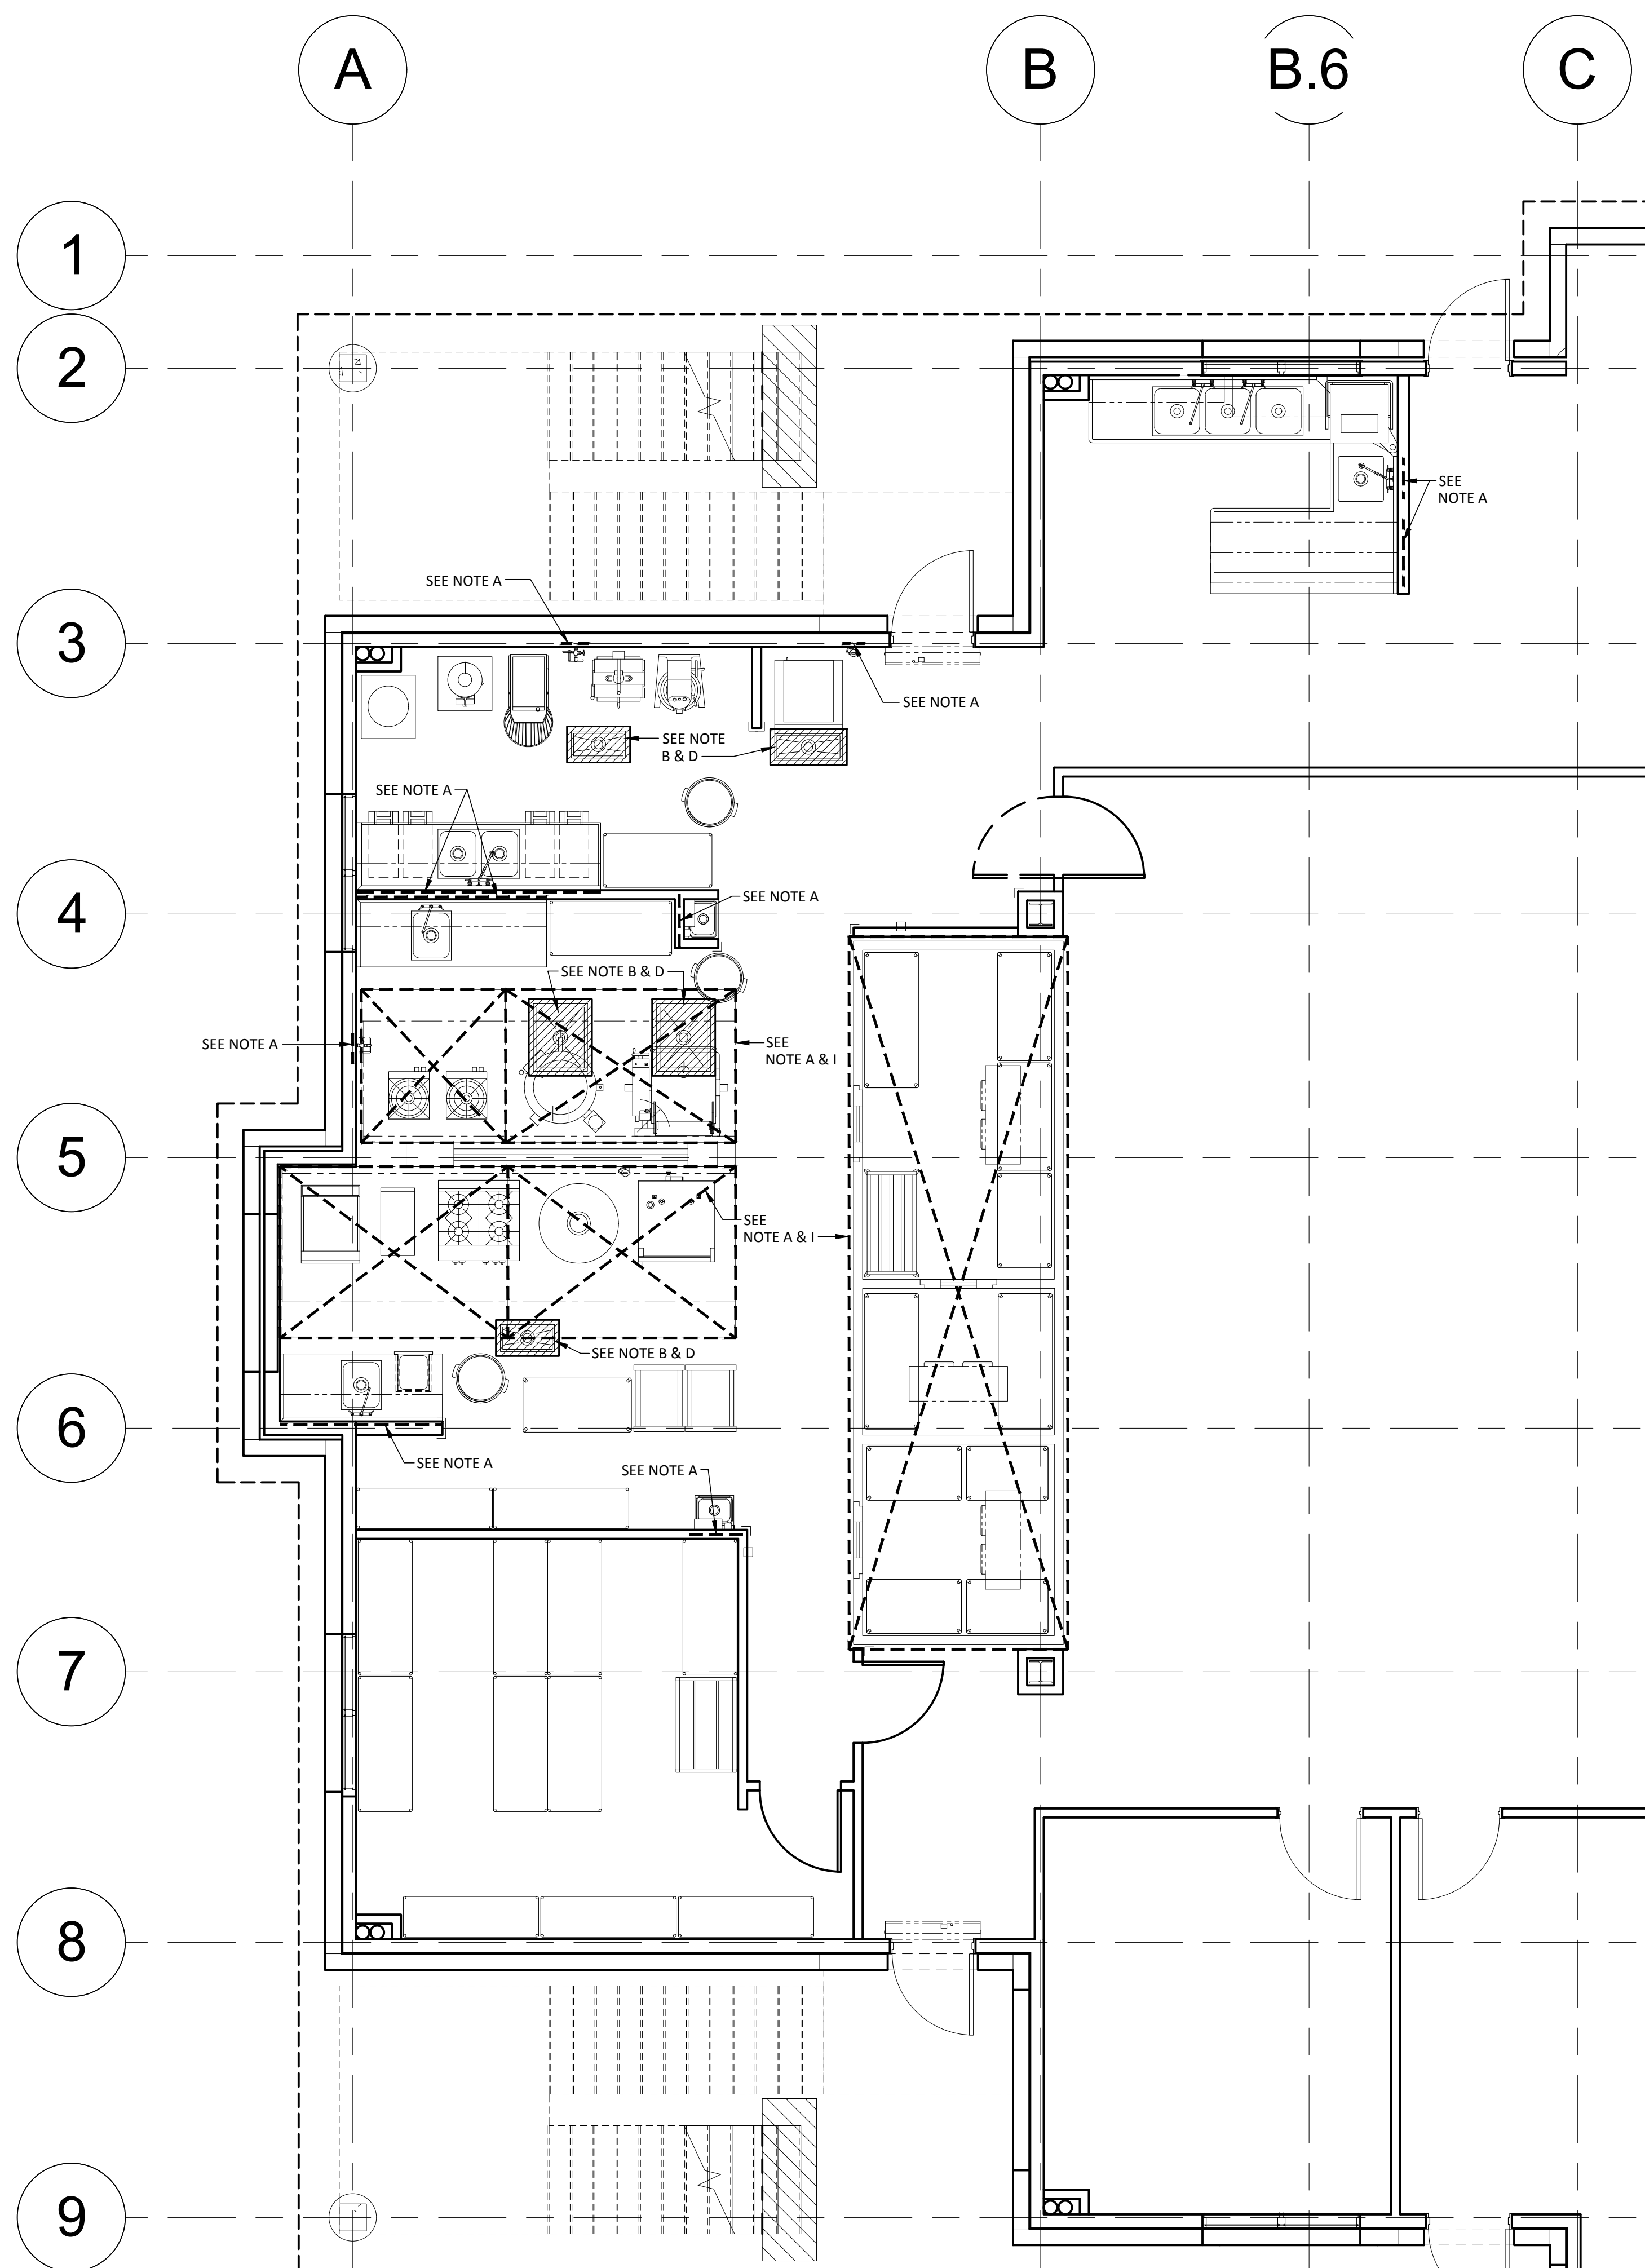 A
B
B.6
C
1
2
SEE
NOTE A
SEE NOTE A
3
SEE NOTE A
SEE NOTE
B & D
SEE NOTE A
SEE NOTE A
4
SEE NOTE B & D
SEE NOTE A
SEE
NOTE A & I
5
SEE
NOTE A & I
SEE NOTE B & D
6
SEE NOTE A
SEE NOTE A
7
8
9